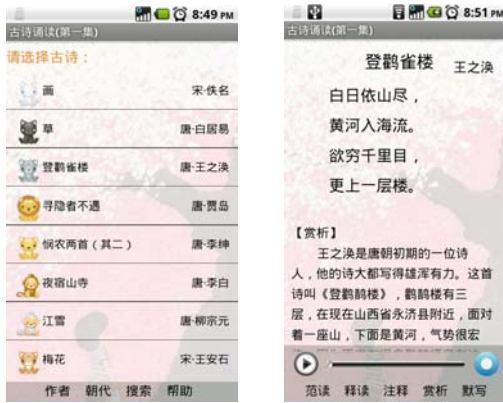 8:49 PM
古诗诵读(第一集)
请选择古诗：
画 宋·佚名
草 唐·白居易
登鹳雀楼 唐·王之涣
寻隐者不遇 唐·贾岛
悯农两首（其二） 唐·李绅
夜宿山寺 唐·李白
江雪 唐·柳宗元
梅花 宋·王安石
作者 朝代 搜索 帮助
8:51 PM
古诗诵读(第一集)
登鹳雀楼 王之涣
白日依山尽，
黄河入海流。
欲穷千里目，
更上一层楼。
【赏析】
王之涣是唐朝初期的一位诗
人，他的诗大都写得雄浑有力。这首
诗叫《登鹳鹊楼》，鹳鹊楼有三
层，在现在山西省永济县附近，面对
着一座山，下面是黄河，气势很宏
范读 释读 注释 赏析 默写